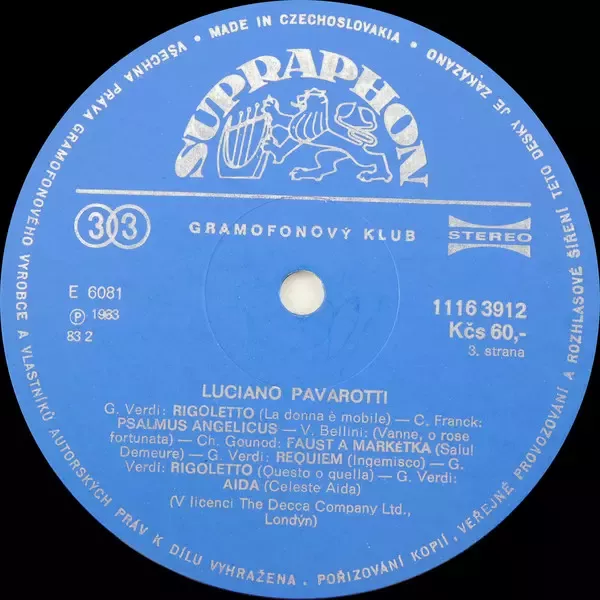 • MADE IN CZECHOSLOVAKIA •
VŠECHNA PRÁVA GRAMOFONOVÉHO VÝROBCE A VLASTNÍKŮ AUTORSKÝCH PRÁV K DÍLU VYHRAŽENA. • POŘIZOVÁNÍ KOPIÍ, VEŘEJNÉ PROVOZOVÁNÍ A ROZHLASOVÉ ŠÍŘENÍ TÉTO DESKY JE ZAKÁZÁNO
SUPRAPHON
33
GRAMOFONOVÝ KLUB
STEREO
E 6081
℗ 1983
83 2
1116 3912
Kčs 60,-
3. strana
LUCIANO PAVAROTTI
G. Verdi: RIGOLETTO (La donna è mobile) — C. Franck:
PSALMUS ANGELICUS — V. Bellini: (Vanne, o rose
fortunata) — Ch. Gounod: FAUST A MARKÉTKA (Salut
Demeure) — G. Verdi: REQUIEM (Ingemisco) — G.
Verdi: RIGOLETTO (Questo o quella) — G. Verdi:
AIDA (Celeste Aida)
(V licenci The Decca Company Ltd.,
Londýn)